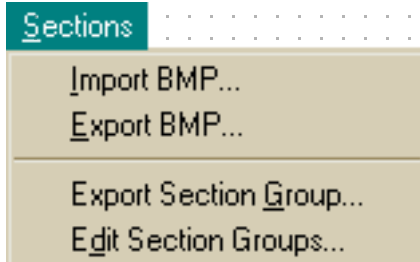 Sections
Import BMP...
Export BMP...
Export Section Group...
Edit Section Groups...